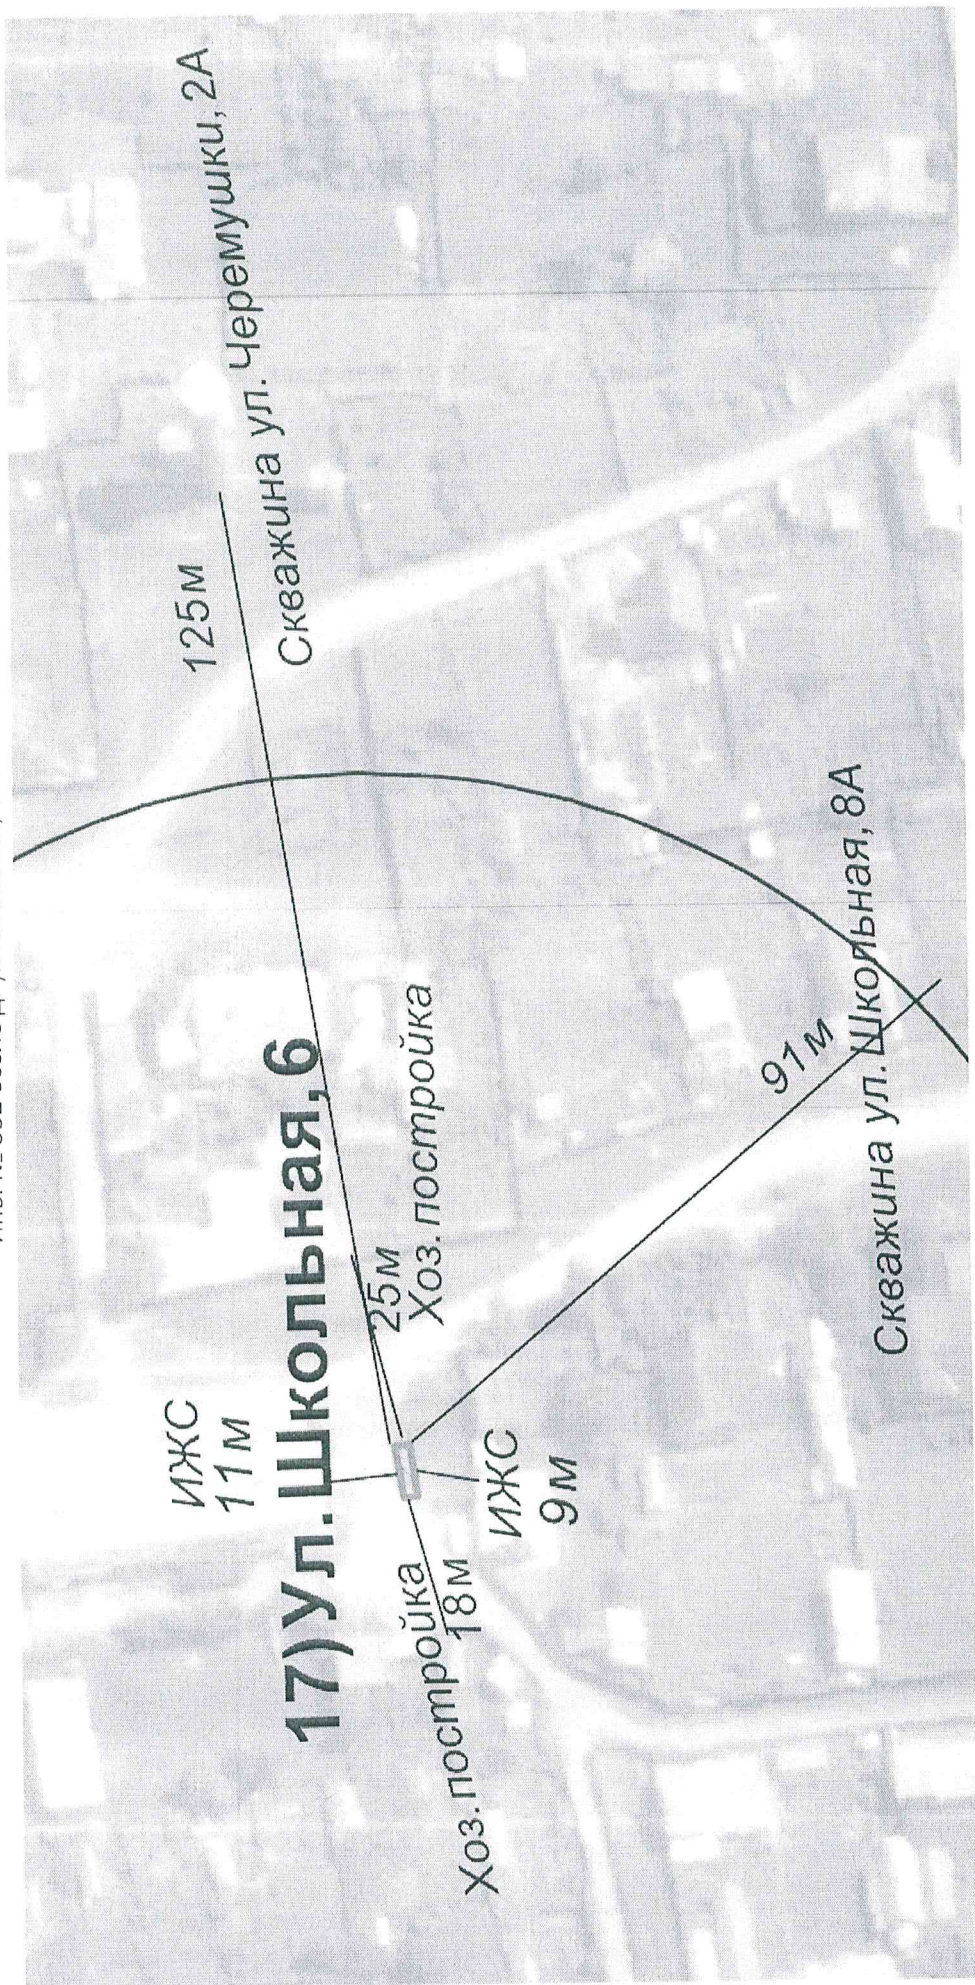 Скважина ул. Черемушки, 2А
125м
17)Ул.Школьная,6
ИЖС
11м
25м
Хоз.постройка
ИЖС
9м
Хоз.постройка
18м
91м
Скважина ул. Школьная, 8А